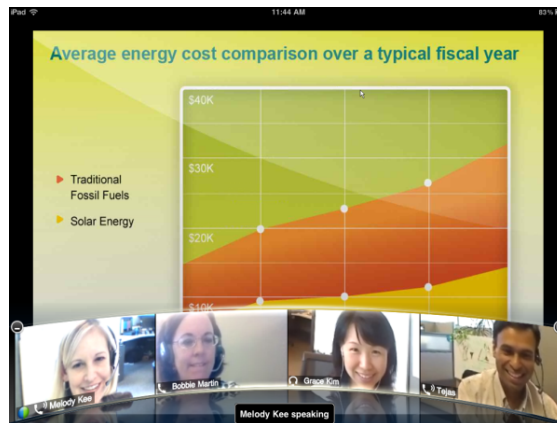 iPad
11:44 AM
83%
Average energy cost comparison over a typical fiscal year
$40K
$30K
$20K
$10K
Traditional
Fossil Fuels
Solar Energy
Melody Kee
Bobbie Martin
Grace Kim
Tejas
Melody Kee speaking